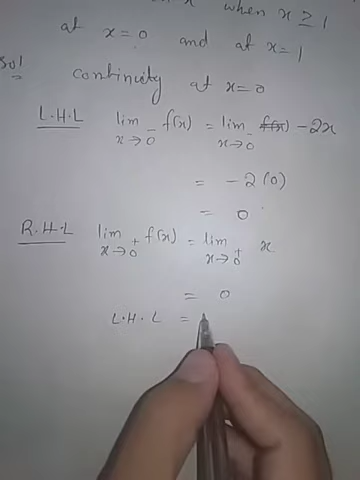 x when x ≥ 1
at x = 0 and at x = 1
Sol continuity at x = 0
L.H.L lim x→0⁻ f(x) = lim x→0⁻ - 2x
= - 2 (0)
= 0
R.H.L lim x→0⁺ f(x) = lim x→0⁺ x
= 0
L.H.L =